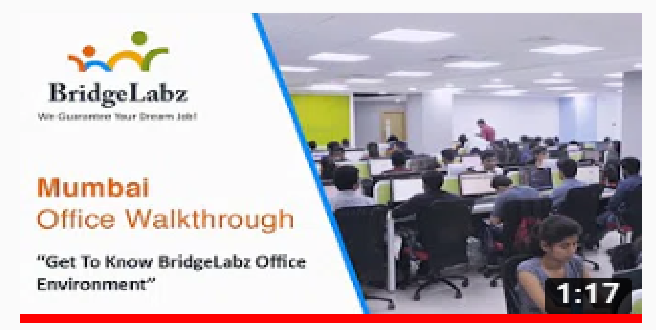 BridgeLabz
We Guarantee Your Dream Job!
Mumbai
Office Walkthrough
“Get To Know BridgeLabz Office
Environment”
1:17